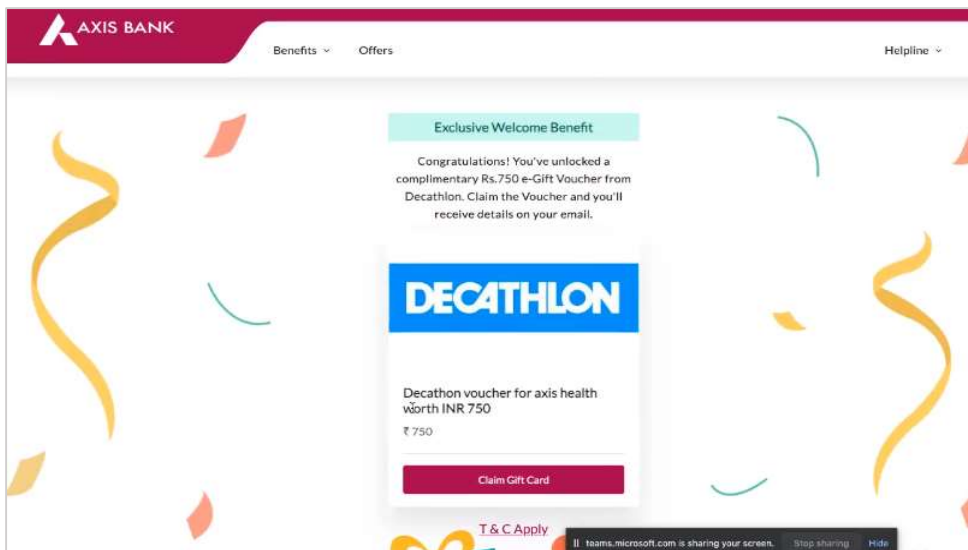 AXIS BANK
Benefits
Offers
Helpline
Exclusive Welcome Benefit
Congratulations! You've unlocked a
complimentary Rs.750 e-Gift Voucher from
Decathlon. Claim the Voucher and you'll
receive details on your email.
DECATHLON
Decathon voucher for axis health
worth INR 750
₹ 750
Claim Gift Card
T & C Apply
teams.microsoft.com is sharing your screen. Stop sharing Hide